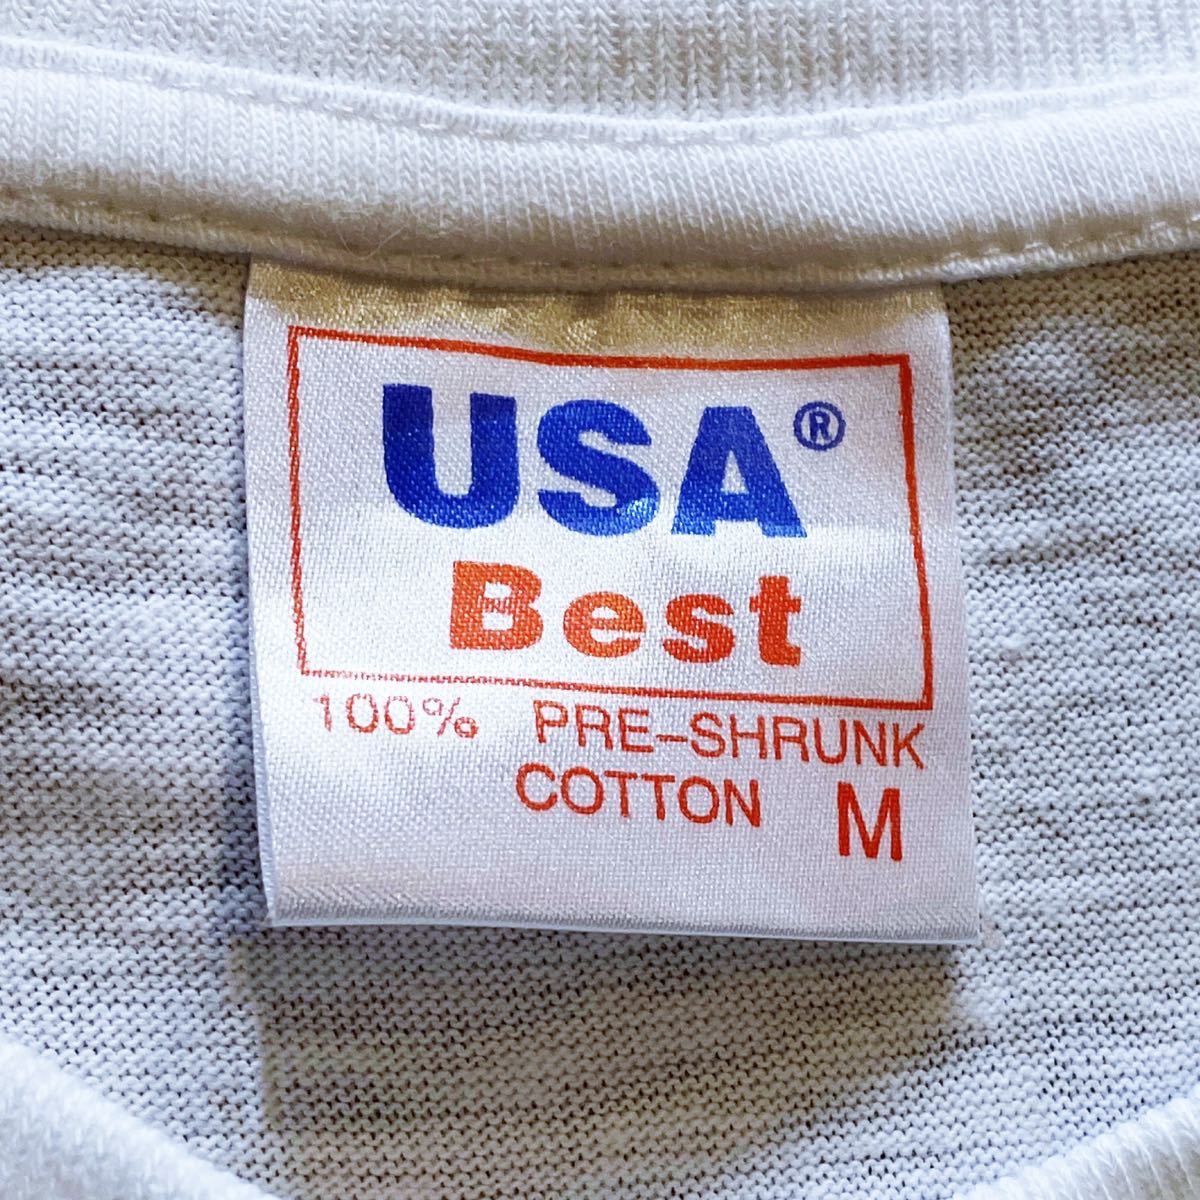 USA®
Best
100% PRE-SHRUNK
COTTON M